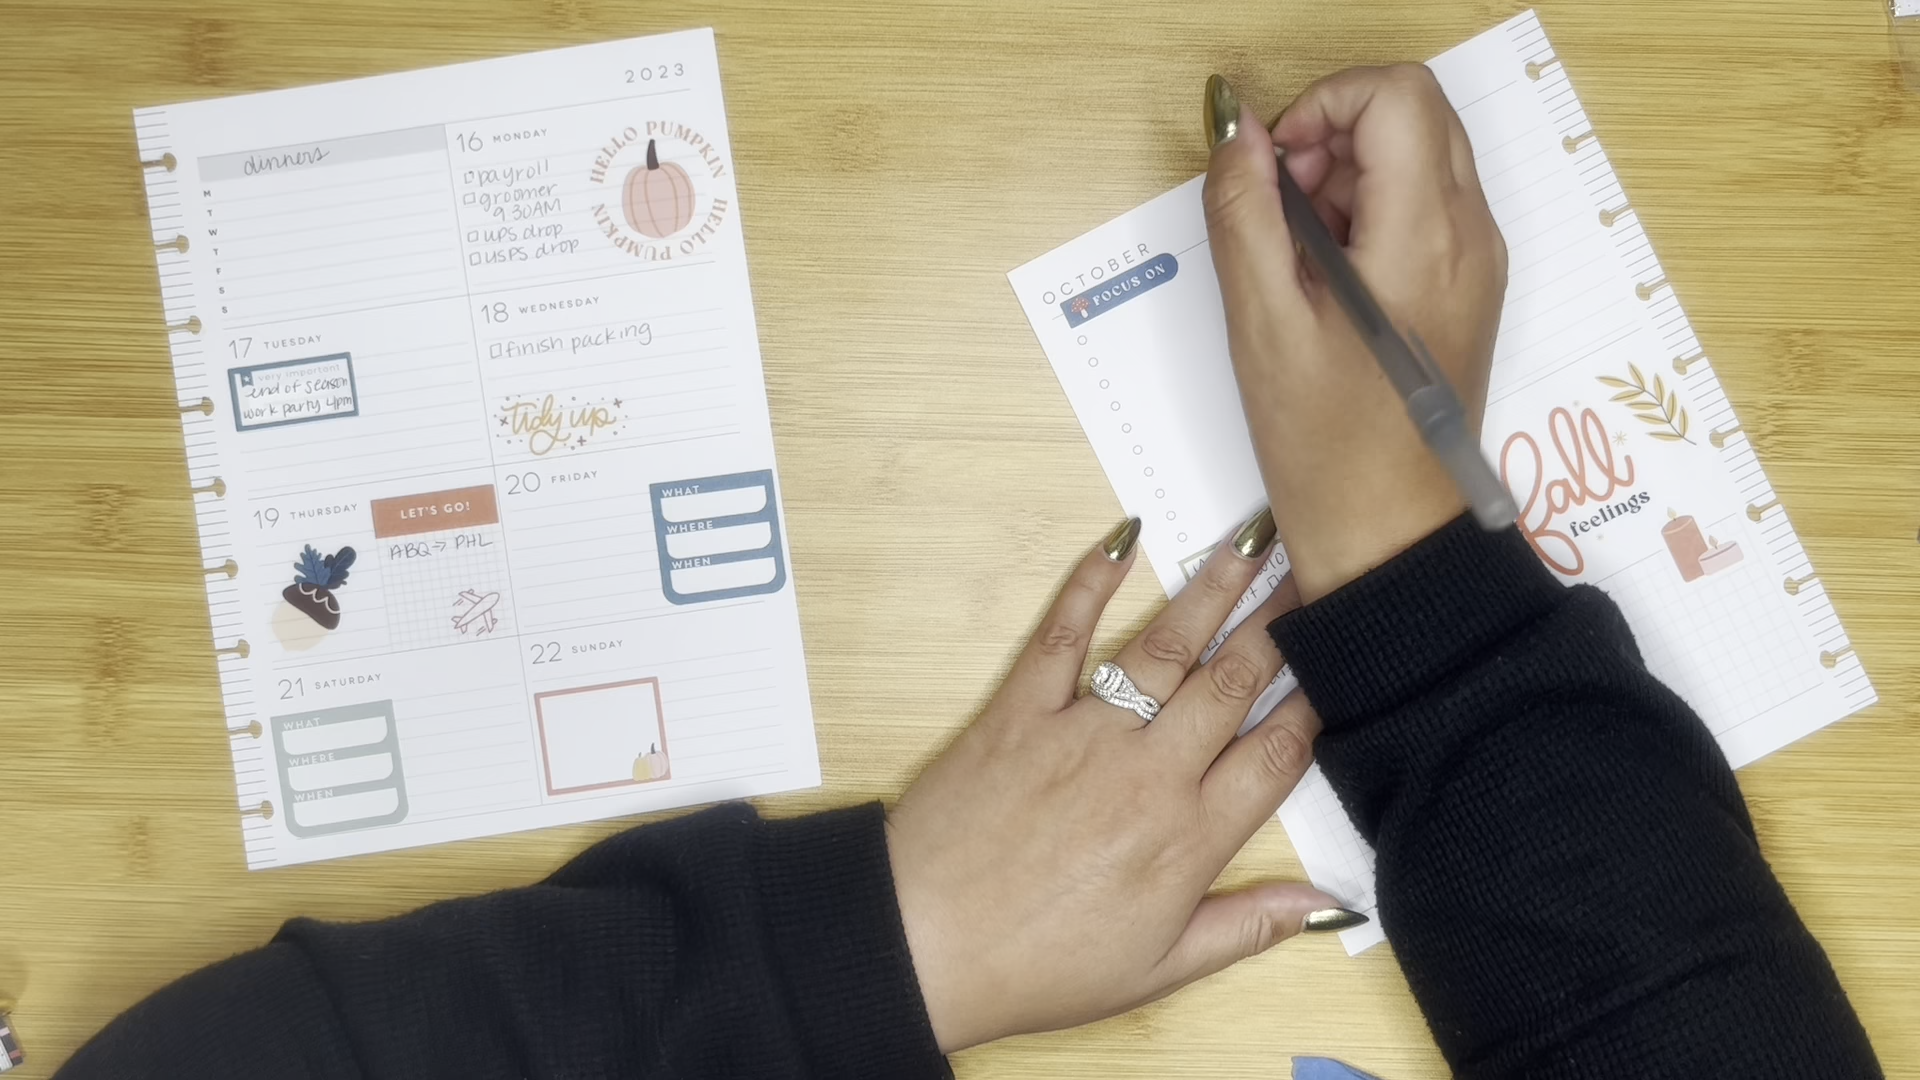 2023
dinners
M
T
W
T
F
S
S
16 MONDAY
payroll
groomer
9:30AM
ups drop
usps drop
HELLO PUMPKIN HELLO PUMPKIN
17 TUESDAY
very important
end of season
work party 4pm
18 WEDNESDAY
finish packing
tidy up
19 THURSDAY
LET'S GO!
ABQ → PHL
20 FRIDAY
WHAT
WHERE
WHEN
21 SATURDAY
WHAT
WHERE
WHEN
22 SUNDAY
OCTOBER
FOCUS ON
fall
feelings